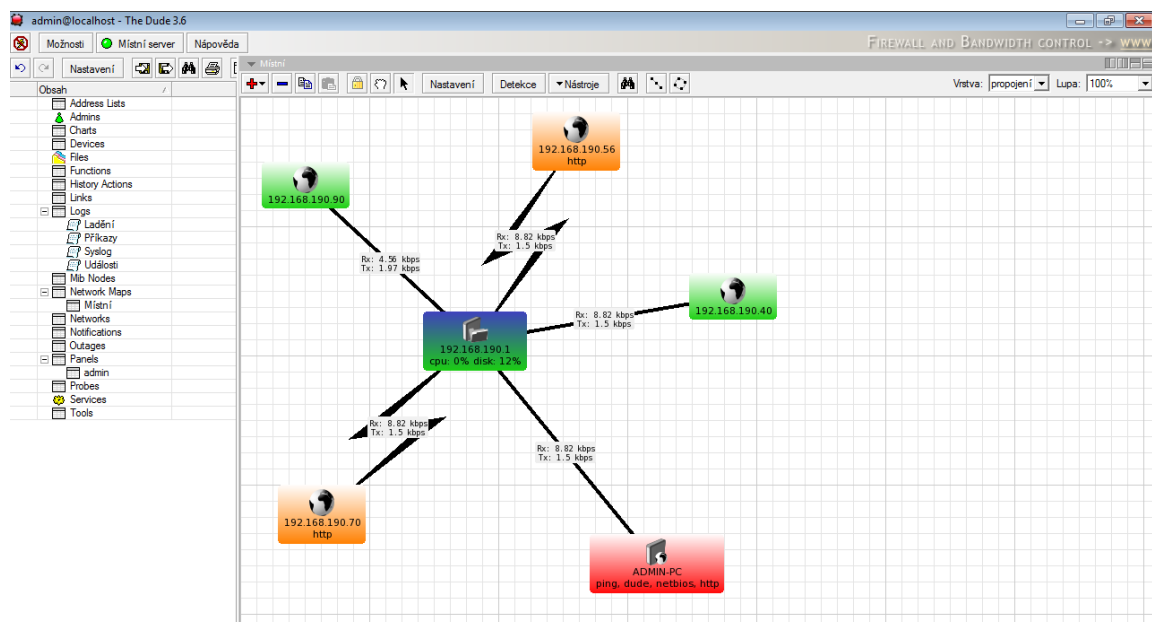 admin@localhost - The Dude 3.6
Možnosti Místní server Nápověda
FIREWALL AND BANDWIDTH CONTROL -> WWW
Nastavení
Místní
Nastavení Detekce Nástroje
Vrstva: propojení Lupa: 100%
Obsah
Address Lists
Admins
Charts
Devices
Files
Functions
History Actions
Links
Logs
Ladění
Příkazy
Syslog
Události
Mib Nodes
Network Maps
Místní
Networks
Notifications
Outages
Panels
admin
Probes
Services
Tools
192.168.190.56
http
192.168.190.90
Rx: 8.82 kbps
Tx: 1.5 kbps
Rx: 4.56 kbps
Tx: 1.97 kbps
192.168.190.40
Rx: 8.82 kbps
Tx: 1.5 kbps
192.168.190.1
cpu: 0% disk: 12%
Rx: 8.82 kbps
Tx: 1.5 kbps
Rx: 8.82 kbps
Tx: 1.5 kbps
192.168.190.70
http
ADMIN-PC
ping, dude, netbios, http